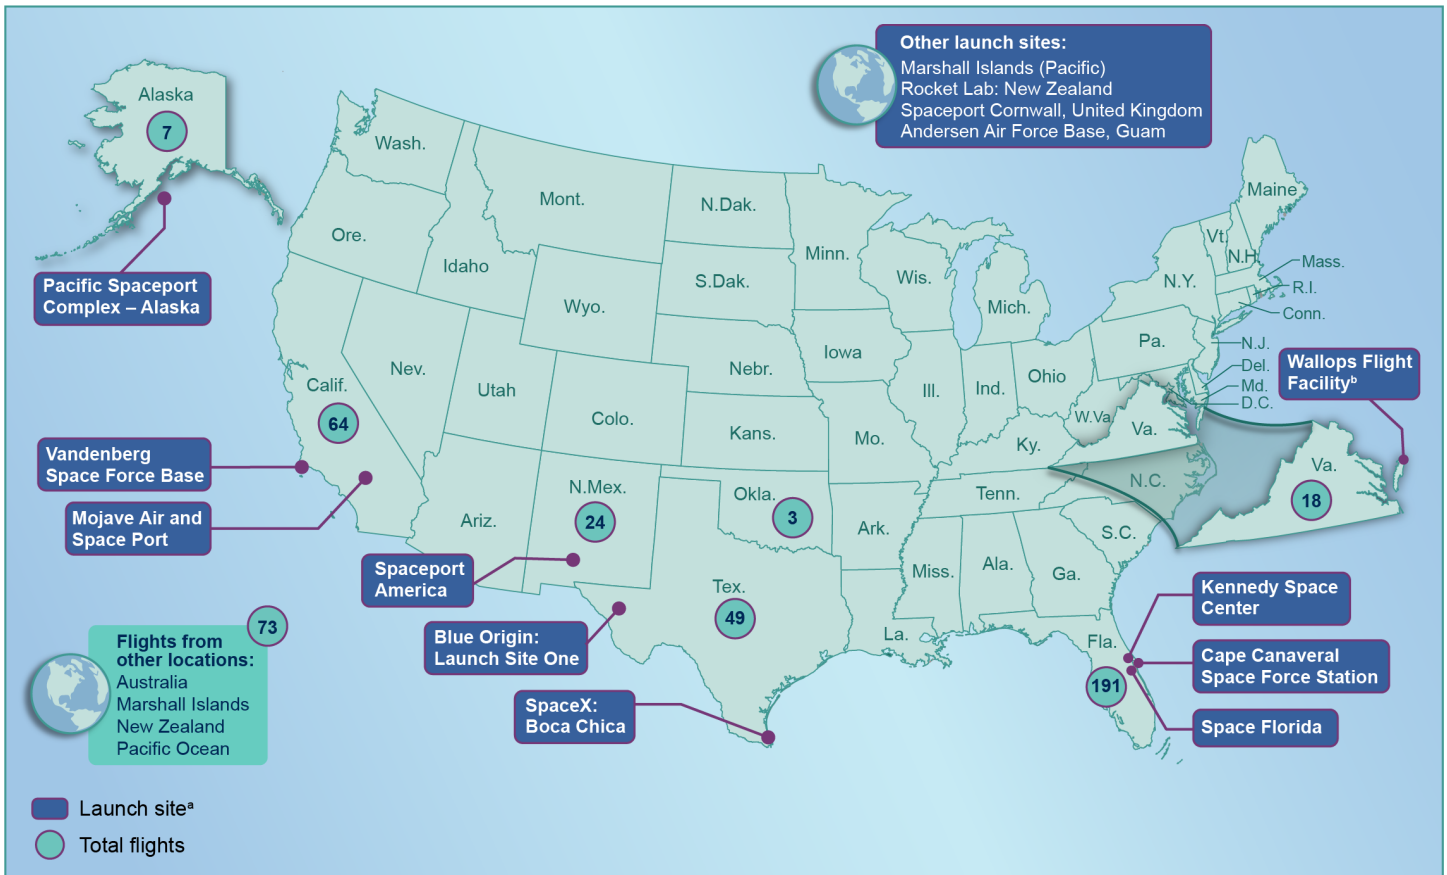 Other launch sites:
Marshall Islands (Pacific)
Rocket Lab: New Zealand
Spaceport Cornwall, United Kingdom
Andersen Air Force Base, Guam
Alaska
7
Pacific Spaceport
Complex – Alaska
Wash.
Ore.
Idaho
Mont.
N.Dak.
S.Dak.
Minn.
Wis.
Mich.
Wyo.
Nebr.
Iowa
Ill.
Ind.
Ohio
Pa.
N.Y.
Vt.
N.H
Maine
Mass.
R.I.
Conn.
N.J.
Del.
Md.
D.C.
Wallops Flight
Facilityᵇ
Calif.
64
Nev.
Utah
Colo.
Kans.
Mo.
Ky.
W.Va
Va.
Va.
18
N.C.
Tenn.
S.C.
Vandenberg
Space Force Base
Mojave Air and
Space Port
Ariz.
N.Mex.
24
Okla.
3
Ark.
Miss.
Ala.
Ga.
Spaceport
America
Tex.
49
La.
Fla.
191
Kennedy Space
Center
Cape Canaveral
Space Force Station
Space Florida
Blue Origin:
Launch Site One
SpaceX:
Boca Chica
73
Flights from
other locations:
Australia
Marshall Islands
New Zealand
Pacific Ocean
Launch siteᵃ
Total flights